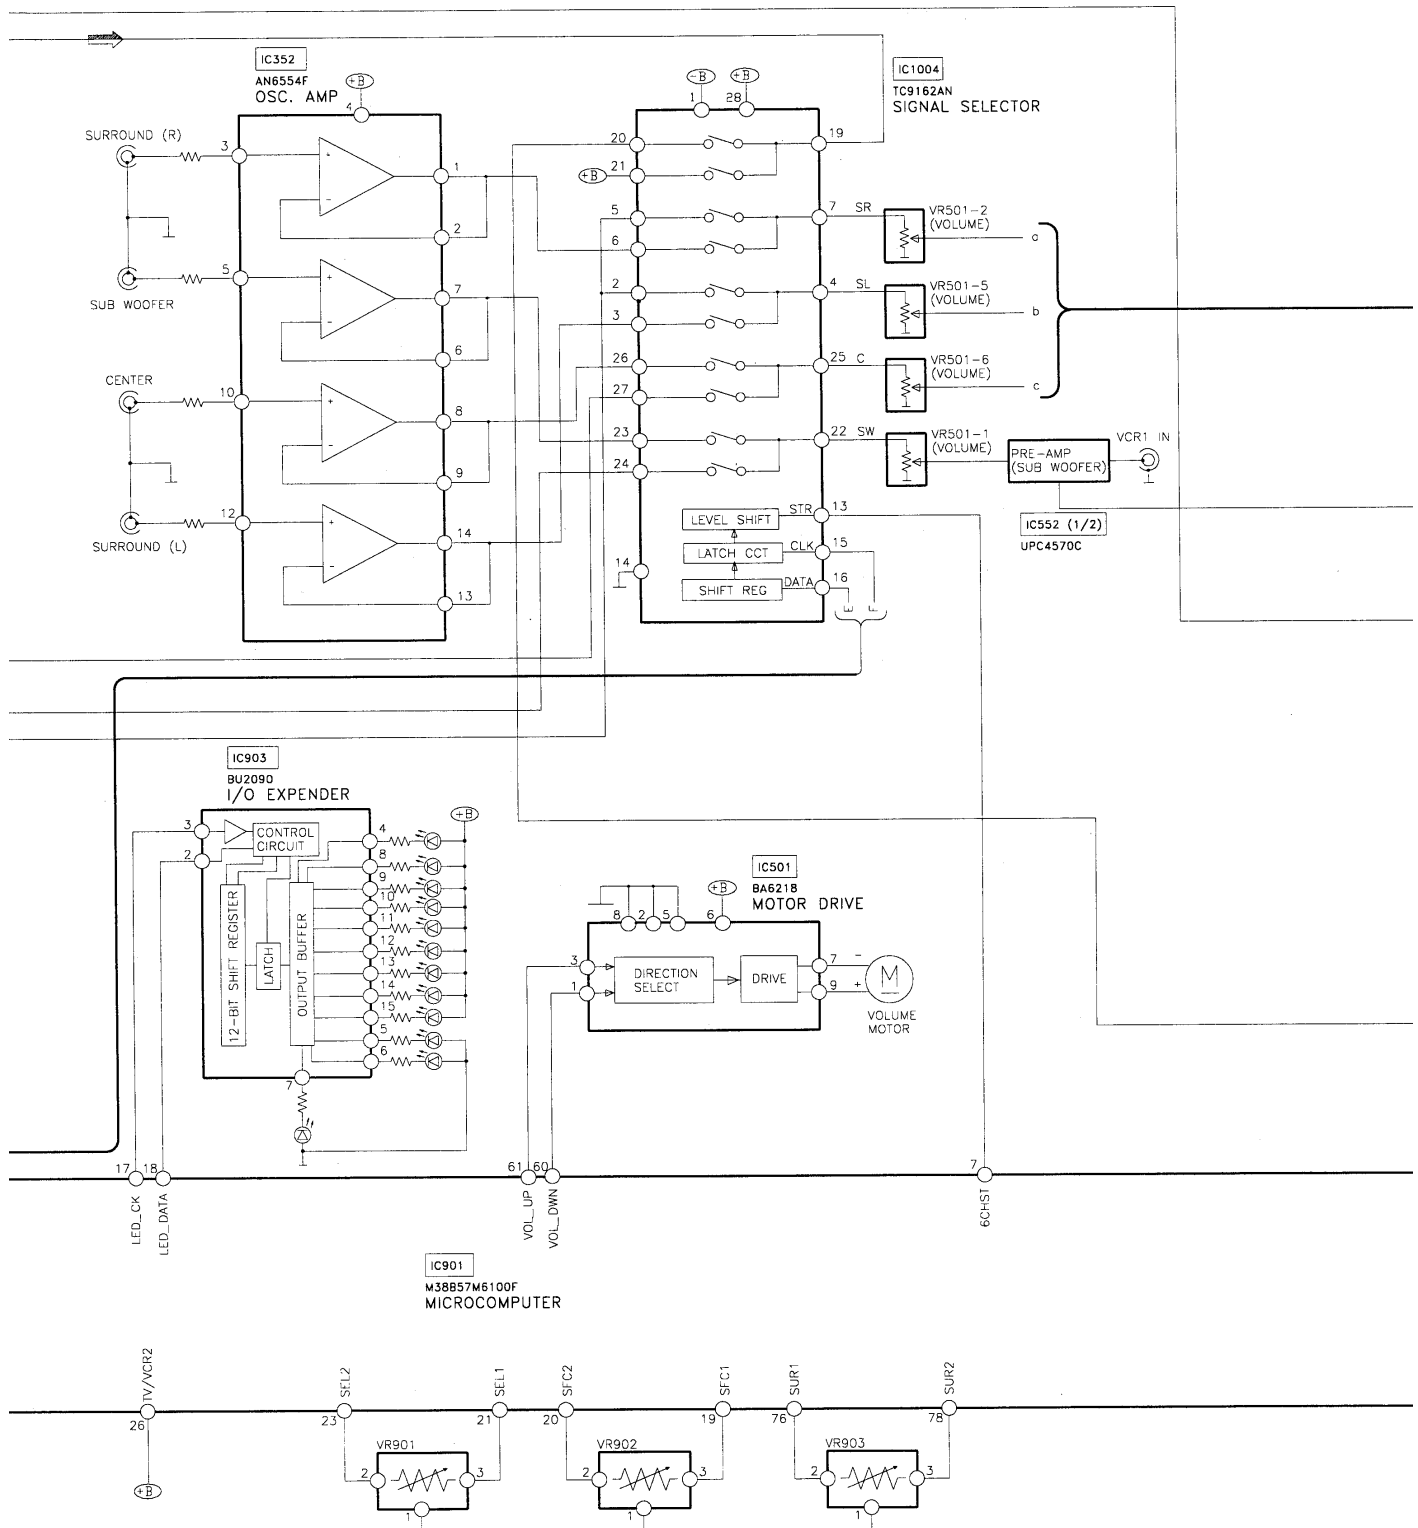 IC352
AN6554F
OSC. AMP
+B
4
IC1004
TC9162AN
SIGNAL SELECTOR
-B
+B
1
28
SURROUND (R)
3
+
-
1
2
SUB WOOFER
5
+
-
7
6
CENTER
10
+
-
8
9
SURROUND (L)
12
+
-
14
13
20
+B
21
5
6
2
3
26
27
23
24
14
19
7
SR
4
SL
25
C
22
SW
VR501-2
(VOLUME)
a
VR501-5
(VOLUME)
b
VR501-6
(VOLUME)
c
VR501-1
(VOLUME)
PRE-AMP
(SUB WOOFER)
VCR1 IN
IC552 (1/2)
UPC4570C
LEVEL SHIFT
STR
13
LATCH CCT
CLK
15
SHIFT REG
DATA
16
E
F
IC903
BU2090
I/O EXPENDER
+B
3
2
CONTROL
CIRCUIT
12-BIT SHIFT REGISTER
LATCH
OUTPUT BUFFER
4
8
9
10
11
12
13
14
15
5
6
7
IC501
BA6218
MOTOR DRIVE
+B
8
2
5
6
3
1
DIRECTION
SELECT
DRIVE
7
-
9
+
M
VOLUME
MOTOR
17
18
61
60
7
LED_CK
LED_DATA
VOL_UP
VOL_DWN
6CHST
IC901
M38B57M6100F
MICROCOMPUTER
TV/VCR2
SEL2
SEL1
SFC2
SFC1
SUR1
SUR2
26
23
21
20
19
76
78
+B
VR901
2
3
1
VR902
2
3
1
VR903
2
3
1